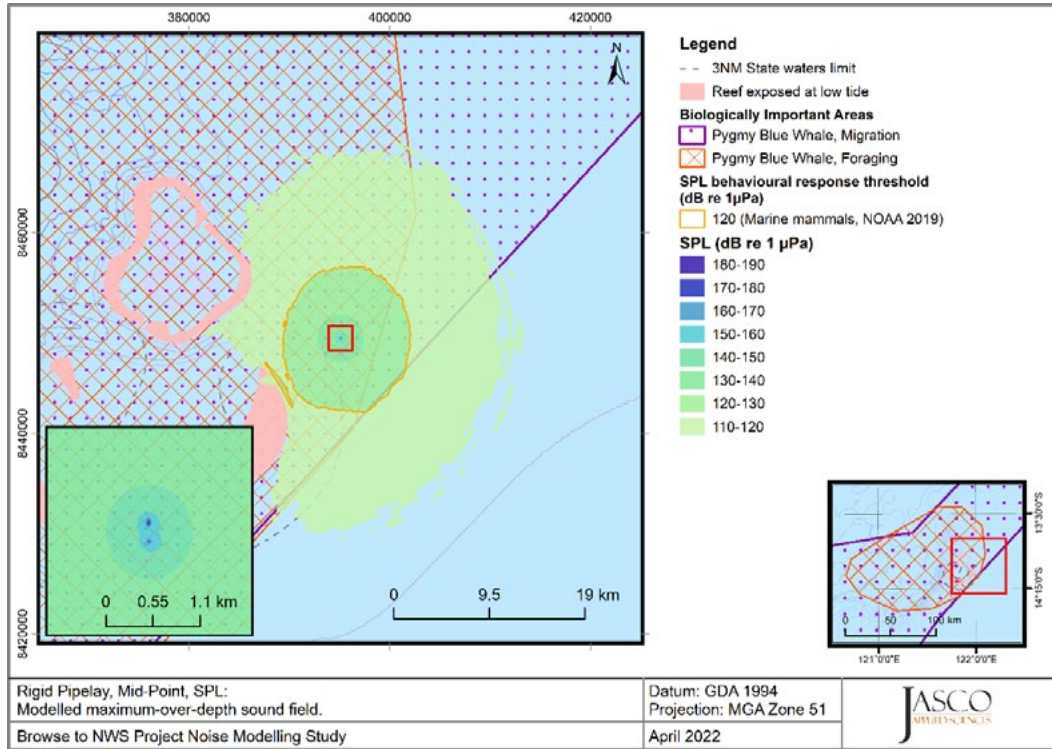 380000
400000
420000
8460000
8440000
8420000
N
0
0.55
1.1 km
0
9.5
19 km
Legend
3NM State waters limit
Reef exposed at low tide
Biologically Important Areas
Pygmy Blue Whale, Migration
Pygmy Blue Whale, Foraging
SPL behavioural response threshold
(dB re 1µPa)
120 (Marine mammals, NOAA 2019)
SPL (dB re 1 µPa)
180-190
170-180
160-170
150-160
140-150
130-140
120-130
110-120
13°30'0"S
14°15'0"S
0 50 100 km
121°0'0"E
122°0'0"E
Rigid Pipelay, Mid-Point, SPL:
Modelled maximum-over-depth sound field.
Browse to NWS Project Noise Modelling Study
Datum: GDA 1994
Projection: MGA Zone 51
April 2022
JASCO
APPLIED SCIENCES